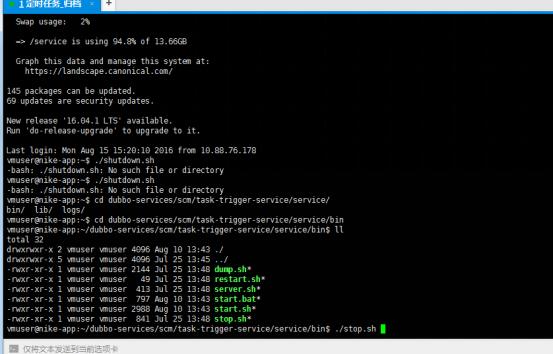 1 定时任务_归档 × +
Swap usage: 2%
=> /service is using 94.8% of 13.66GB
Graph this data and manage this system at:
https://landscape.canonical.com/
145 packages can be updated.
69 updates are security updates.
New release '16.04.1 LTS' available.
Run 'do-release-upgrade' to upgrade to it.
Last login: Mon Aug 15 15:20:10 2016 from 10.88.76.178
vmuser@nike-app:~$ ./shutdown.sh
-bash: ./shutdown.sh: No such file or directory
vmuser@nike-app:~$ ./shutdown.sh
-bash: ./shutdown.sh: No such file or directory
vmuser@nike-app:~$ cd dubbo-services/scm/task-trigger-service/service/
bin/ lib/ logs/
vmuser@nike-app:~$ cd dubbo-services/scm/task-trigger-service/service/bin
vmuser@nike-app:~/dubbo-services/scm/task-trigger-service/service/bin$ ll
total 32
drwxrwxr-x 2 vmuser vmuser 4096 Aug 10 13:43 ./
drwxrwxr-x 5 vmuser vmuser 4096 Jul 25 13:45 ../
-rwxr-xr-x 1 vmuser vmuser 2144 Jul 25 13:48 dump.sh*
-rwxr-xr-x 1 vmuser vmuser 49 Jul 25 13:48 restart.sh*
-rwxr-xr-x 1 vmuser vmuser 413 Jul 25 13:48 server.sh*
-rwxr-xr-x 1 vmuser vmuser 797 Aug 10 13:43 start.bat*
-rwxr-xr-x 1 vmuser vmuser 2988 Aug 10 13:43 start.sh*
-rwxr-xr-x 1 vmuser vmuser 841 Jul 25 13:48 stop.sh*
vmuser@nike-app:~/dubbo-services/scm/task-trigger-service/service/bin$ ./stop.sh
仅将文本发送到当前选项卡